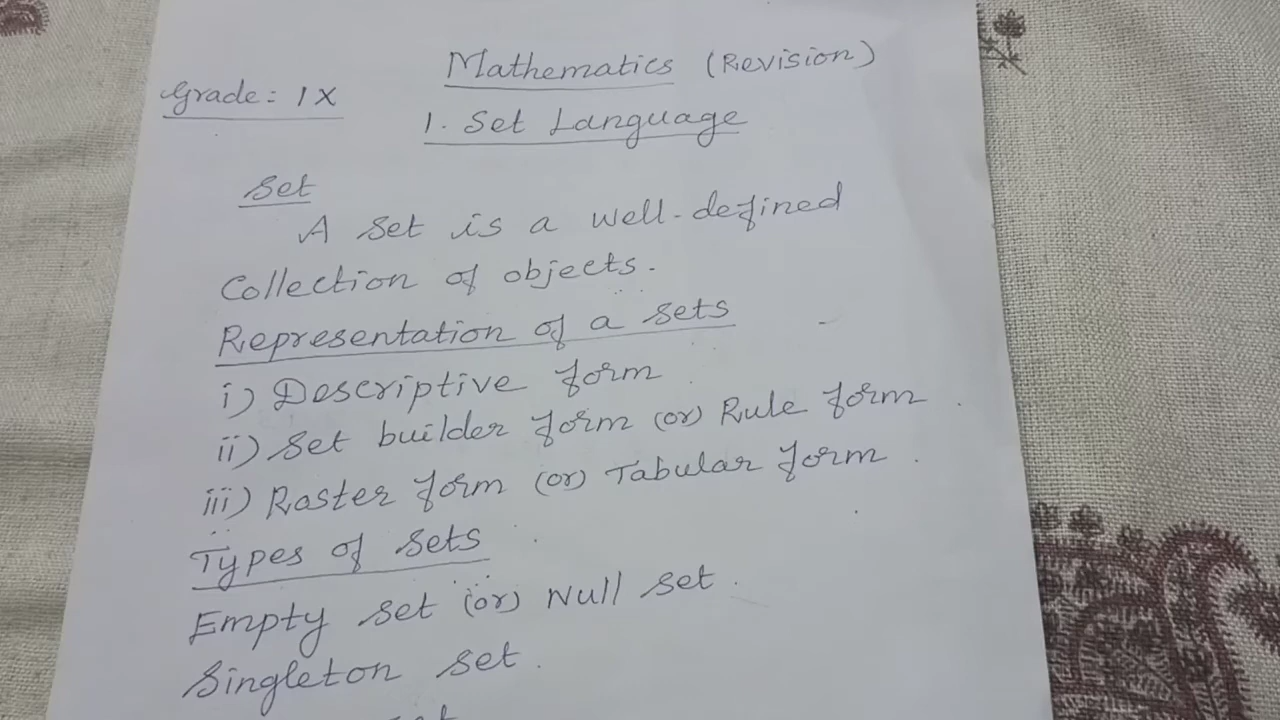 Mathematics (Revision)
Grade: IX
1. Set Language
Set
A set is a well-defined
Collection of objects.
Representation of a sets
i) Descriptive form
ii) Set builder form (or) Rule form
iii) Raster form (or) Tabular form
Types of sets
Empty set (or) Null set
Singleton set
set